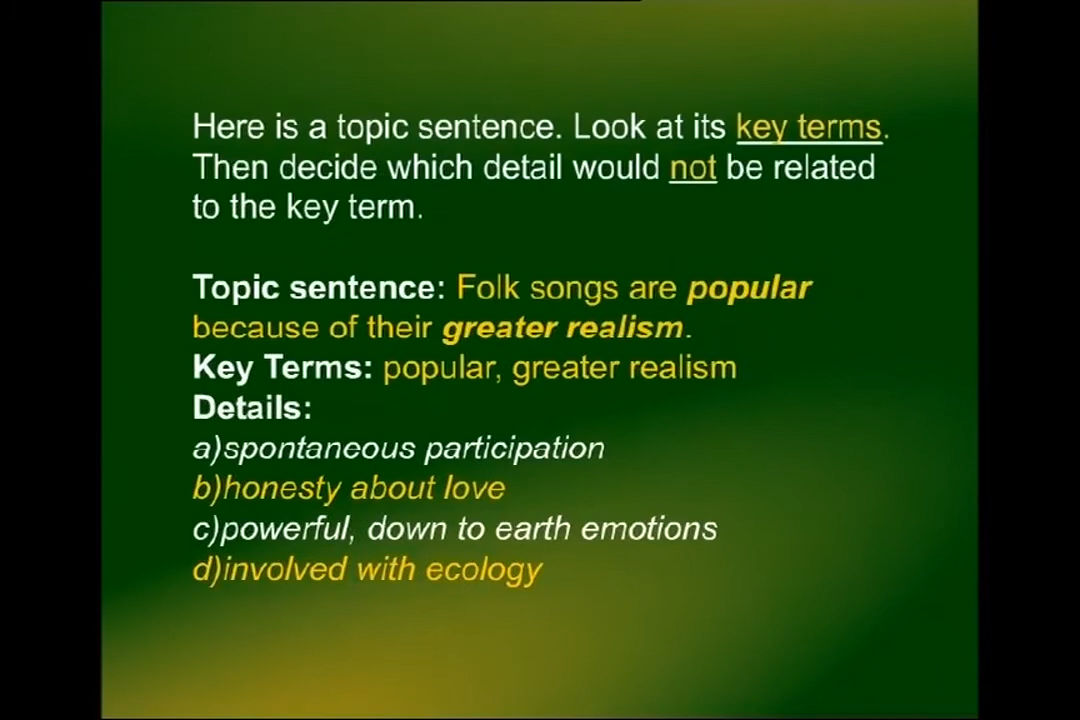 Here is a topic sentence. Look at its key terms.
Then decide which detail would not be related
to the key term.
Topic sentence: Folk songs are popular
because of their greater realism.
Key Terms: popular, greater realism
Details:
a)spontaneous participation
b)honesty about love
c)powerful, down to earth emotions
d)involved with ecology